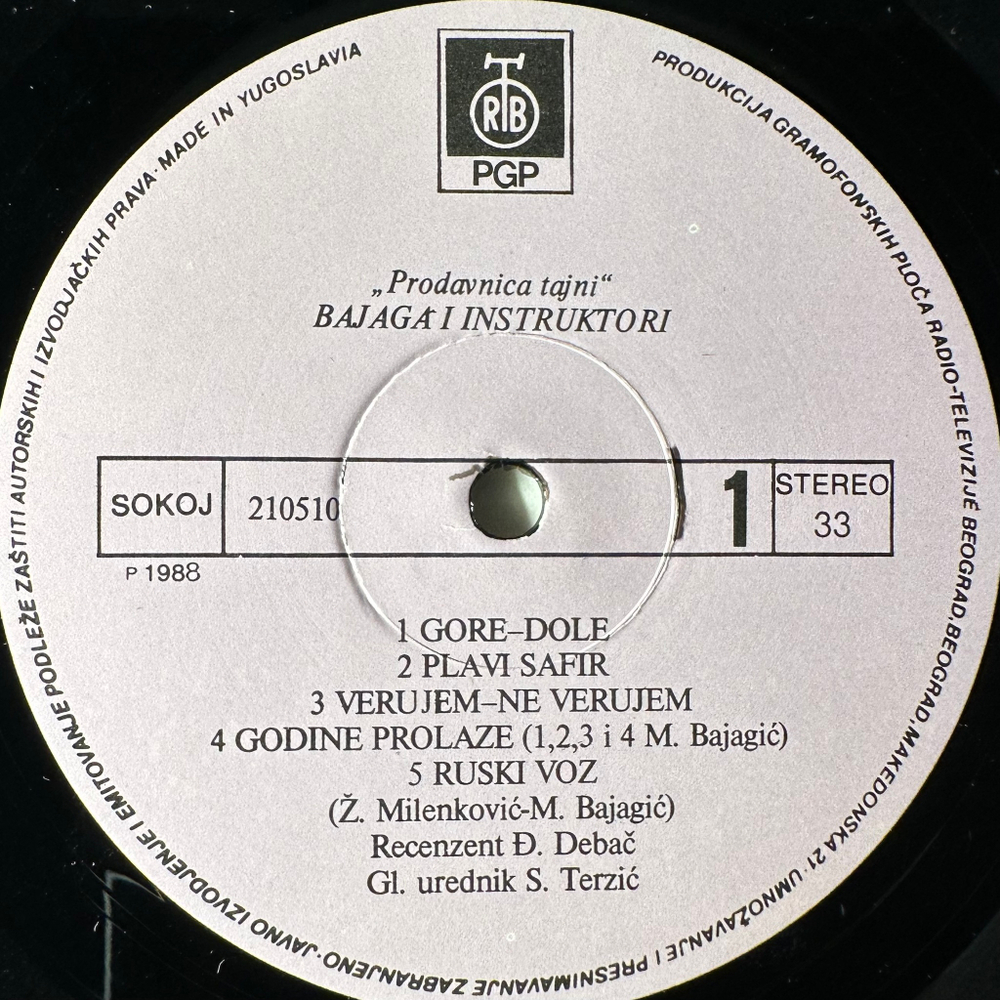 RTB
PGP
„Prodavnica tajni“
BAJAGA I INSTRUKTORI
SOKOJ
210510
1
STEREO
33
P 1988
1 GORE–DOLE
2 PLAVI SAFIR
3 VERUJEM–NE VERUJEM
4 GODINE PROLAZE (1,2,3 i 4 M. Bajagić)
5 RUSKI VOZ
(Ž. Milenković-M. Bajagić)
Recenzent Đ. Debač
Gl. urednik S. Terzić
PRODUKCIJA GRAMOFONSKIH PLOČA RADIO-TELEVIZIJE BEOGRAD, BEOGRAD, MAKEDONSKA 21 · UMNOŽAVANJE I PRESNIMAVANJE ZABRANJENO · JAVNO IZVODJENJE I EMITOVANJE PODLEŽE ZAŠTITI AUTORSKIH I IZVODJAČKIH PRAVA · MADE IN YUGOSLAVIA